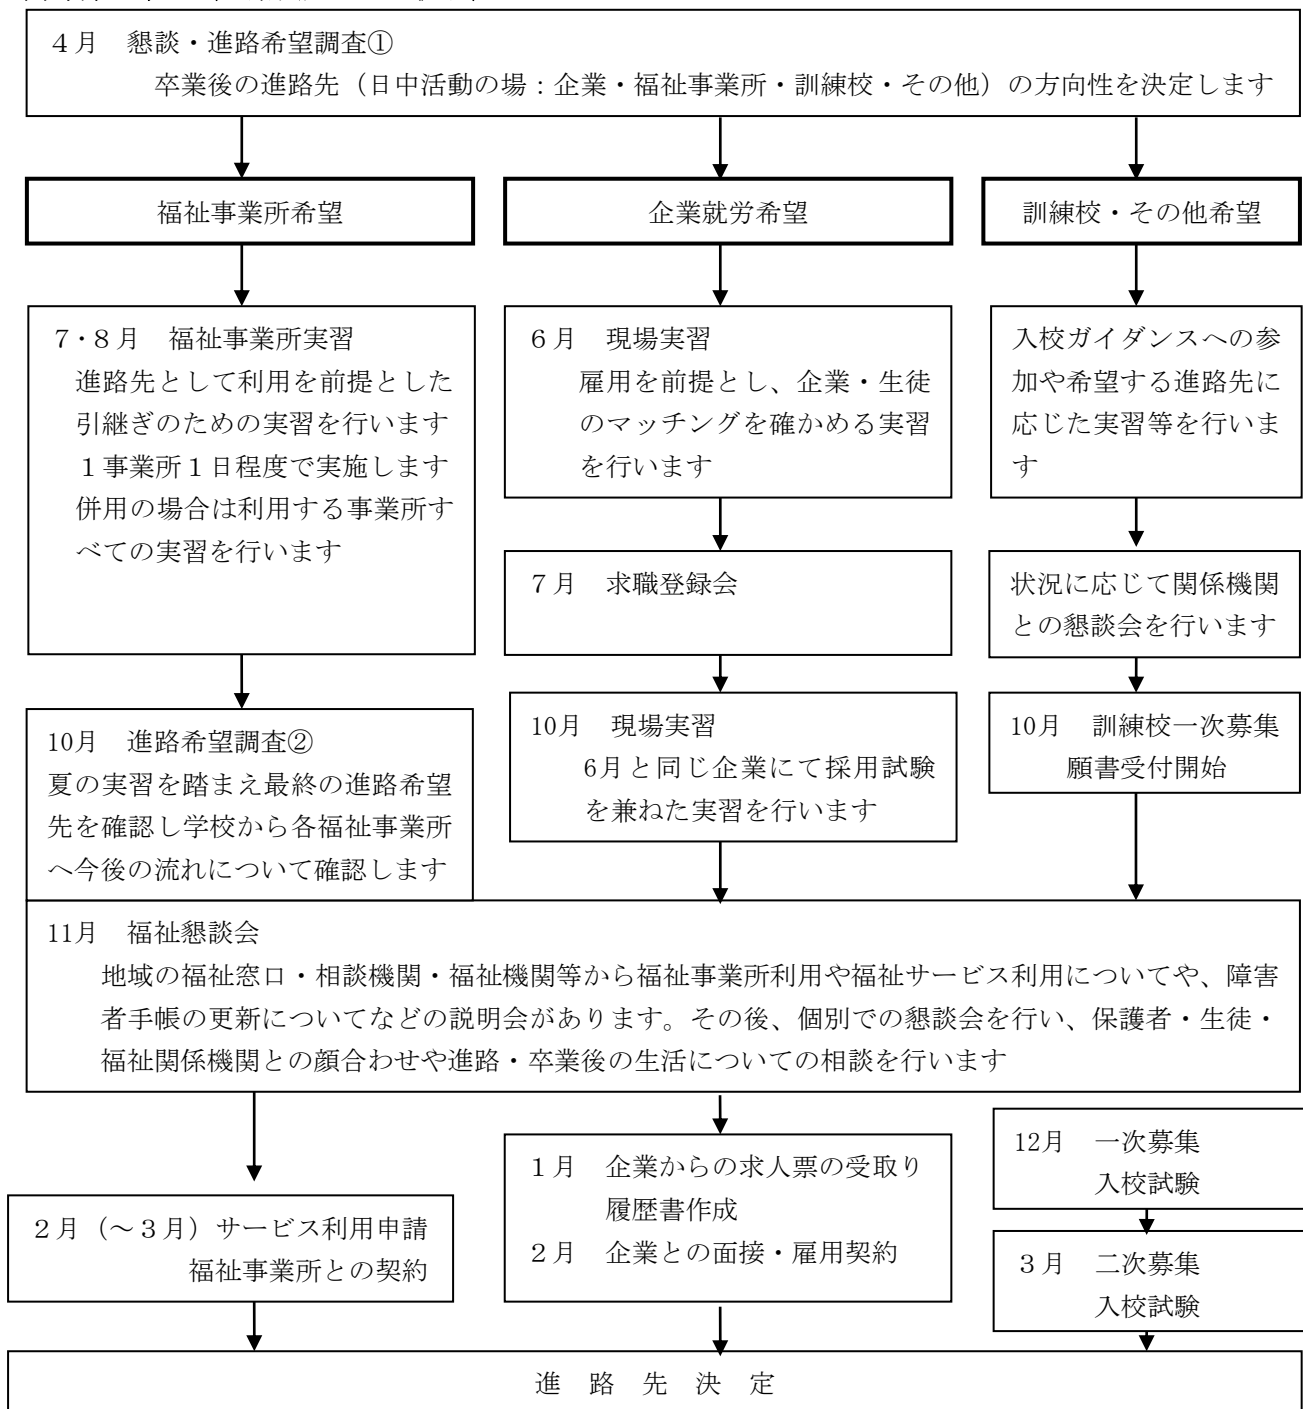 ４月　懇談・進路希望調査①
卒業後の進路先（日中活動の場：企業・福祉事業所・訓練校・その他）の方向性を決定します
福祉事業所希望
企業就労希望
訓練校・その他希望
７・８月　福祉事業所実習
進路先として利用を前提とした
引継ぎのための実習を行います
１事業所１日程度で実施します
併用の場合は利用する事業所す
べての実習を行います
６月　現場実習
雇用を前提とし、企業・生徒
のマッチングを確かめる実習
を行います
入校ガイダンスへの参
加や希望する進路先に
応じた実習等を行いま
す
７月　求職登録会
状況に応じて関係機関
との懇談会を行います
10月　進路希望調査②
夏の実習を踏まえ最終の進路希望
先を確認し学校から各福祉事業所
へ今後の流れについて確認します
10月　現場実習
6月と同じ企業にて採用試験
を兼ねた実習を行います
10月　訓練校一次募集
願書受付開始
11月　福祉懇談会
地域の福祉窓口・相談機関・福祉機関等から福祉事業所利用や福祉サービス利用についてや、障害
者手帳の更新についてなどの説明会があります。その後、個別での懇談会を行い、保護者・生徒・
福祉関係機関との顔合わせや進路・卒業後の生活についての相談を行います
２月（～３月）サービス利用申請
福祉事業所との契約
１月　企業からの求人票の受取り
履歴書作成
２月　企業との面接・雇用契約
12月　一次募集
入校試験
３月　二次募集
入校試験
進　路　先　決　定